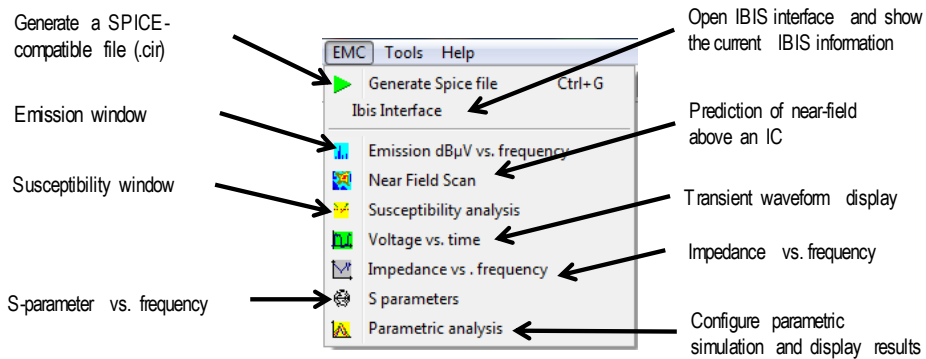 Generate a SPICE-
compatible file (.cir)
Emission window
Susceptibility window
S-parameter vs. frequency
EMC Tools Help
Generate Spice file Ctrl+G
Ibis Interface
Emission dBµV vs. frequency
Near Field Scan
Susceptibility analysis
Voltage vs. time
Impedance vs . frequency
S parameters
Parametric analysis
Open IBIS interface and show
the current IBIS information
Prediction of near-field
above an IC
Transient waveform display
Impedance vs. frequency
Configure parametric
simulation and display results